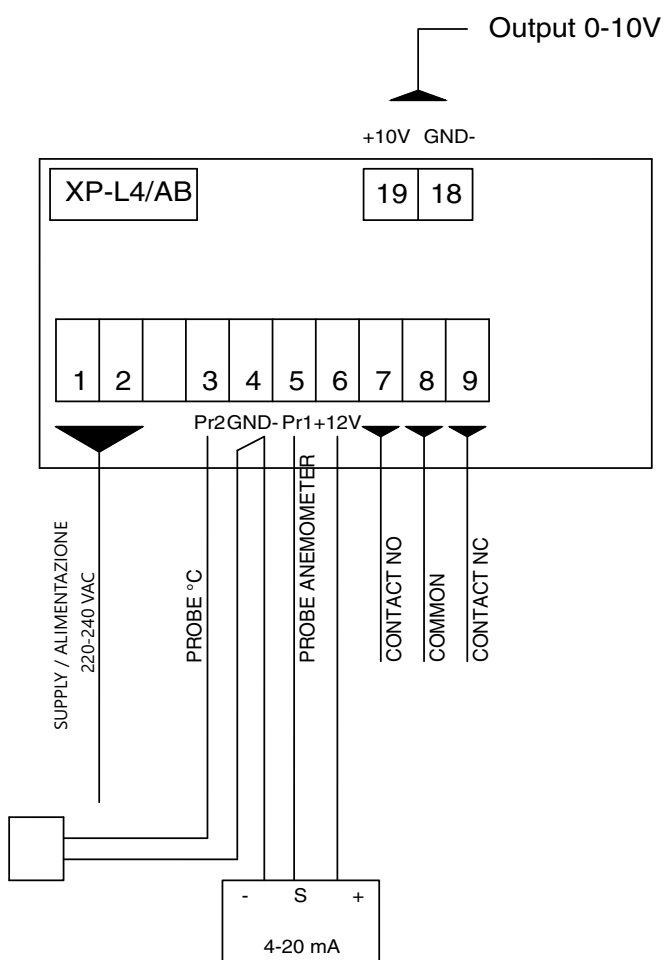 Output 0-10V
+10V GND-
XP-L4/AB
19 18
1 2 3 4 5 6 7 8 9
Pr2 GND- Pr1 +12V
SUPPLY / ALIMENTAZIONE
220-240 VAC
PROBE °C
PROBE ANEMOMETER
CONTACT NO
COMMON
CONTACT NC
- S +
4-20 mA